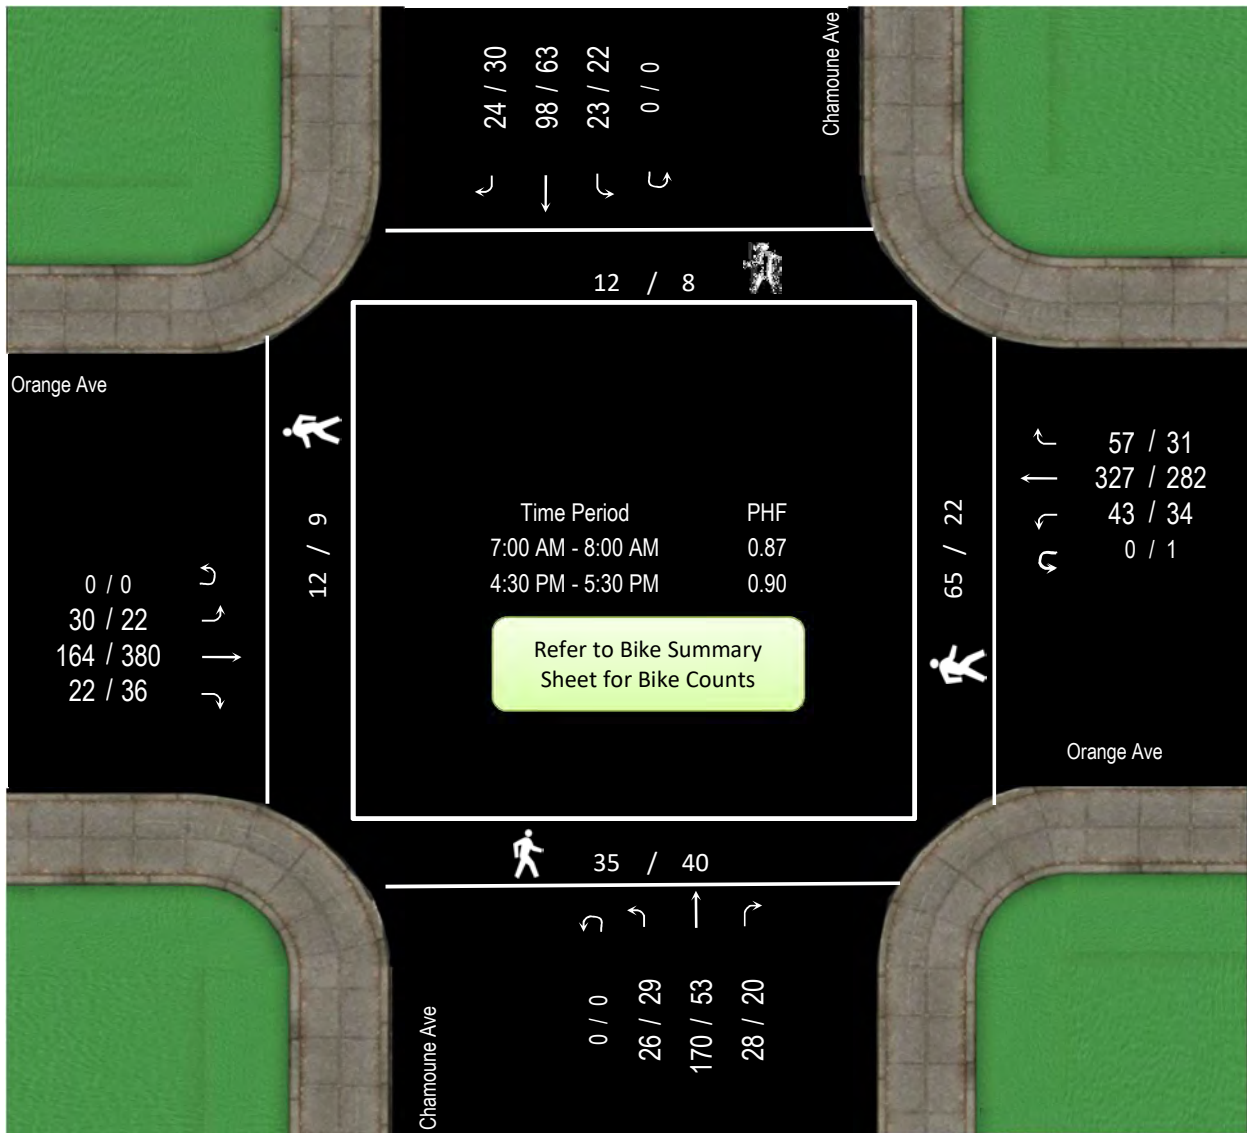 Chamoune Ave
24 / 30
98 / 63
23 / 22
0 / 0
12 / 8
Orange Ave
12 / 9
0 / 0
30 / 22
164 / 380
22 / 36
Time Period PHF
7:00 AM - 8:00 AM 0.87
4:30 PM - 5:30 PM 0.90
Refer to Bike Summary
Sheet for Bike Counts
65 / 22
57 / 31
327 / 282
43 / 34
0 / 1
Orange Ave
35 / 40
0 / 0
26 / 29
170 / 53
28 / 20
Chamoune Ave